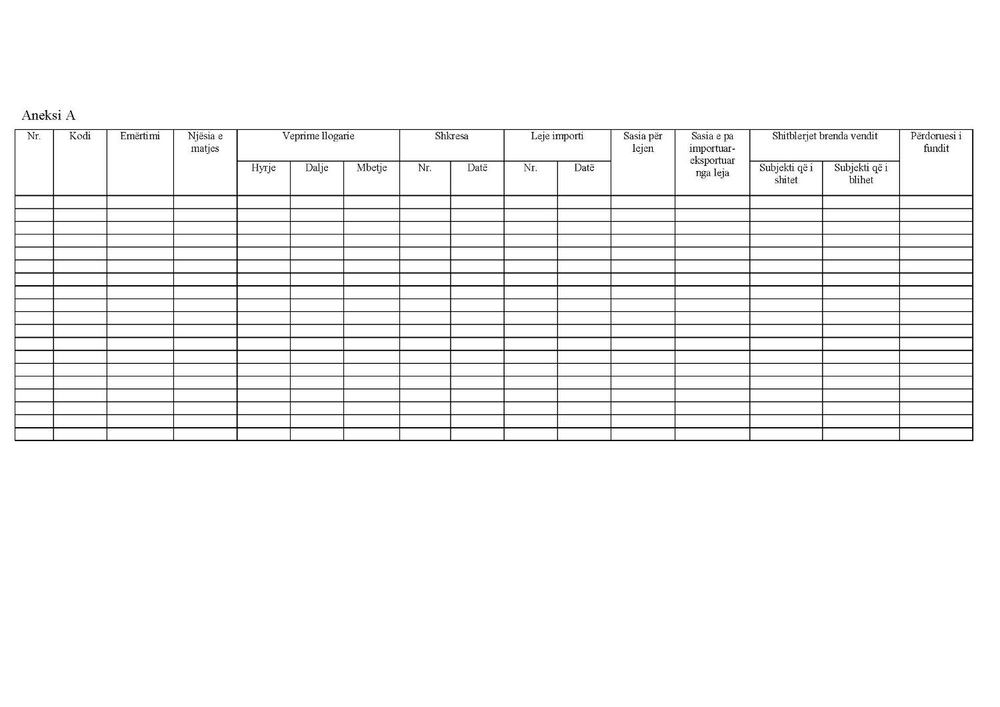 Aneksi A
Nr.
Kodi
Emërtimi
Njësia e
matjes
Veprime llogarie
Hyrje
Dalje
Mbetje
Shkresa
Nr.
Datë
Leje importi
Nr.
Datë
Sasia për
lejen
Sasia e pa
importuar-
eksportuar
nga leja
Shitblerjet brenda vendit
Subjekti që i
shitet
Subjekti që i
blihet
Përdoruesi i
fundit